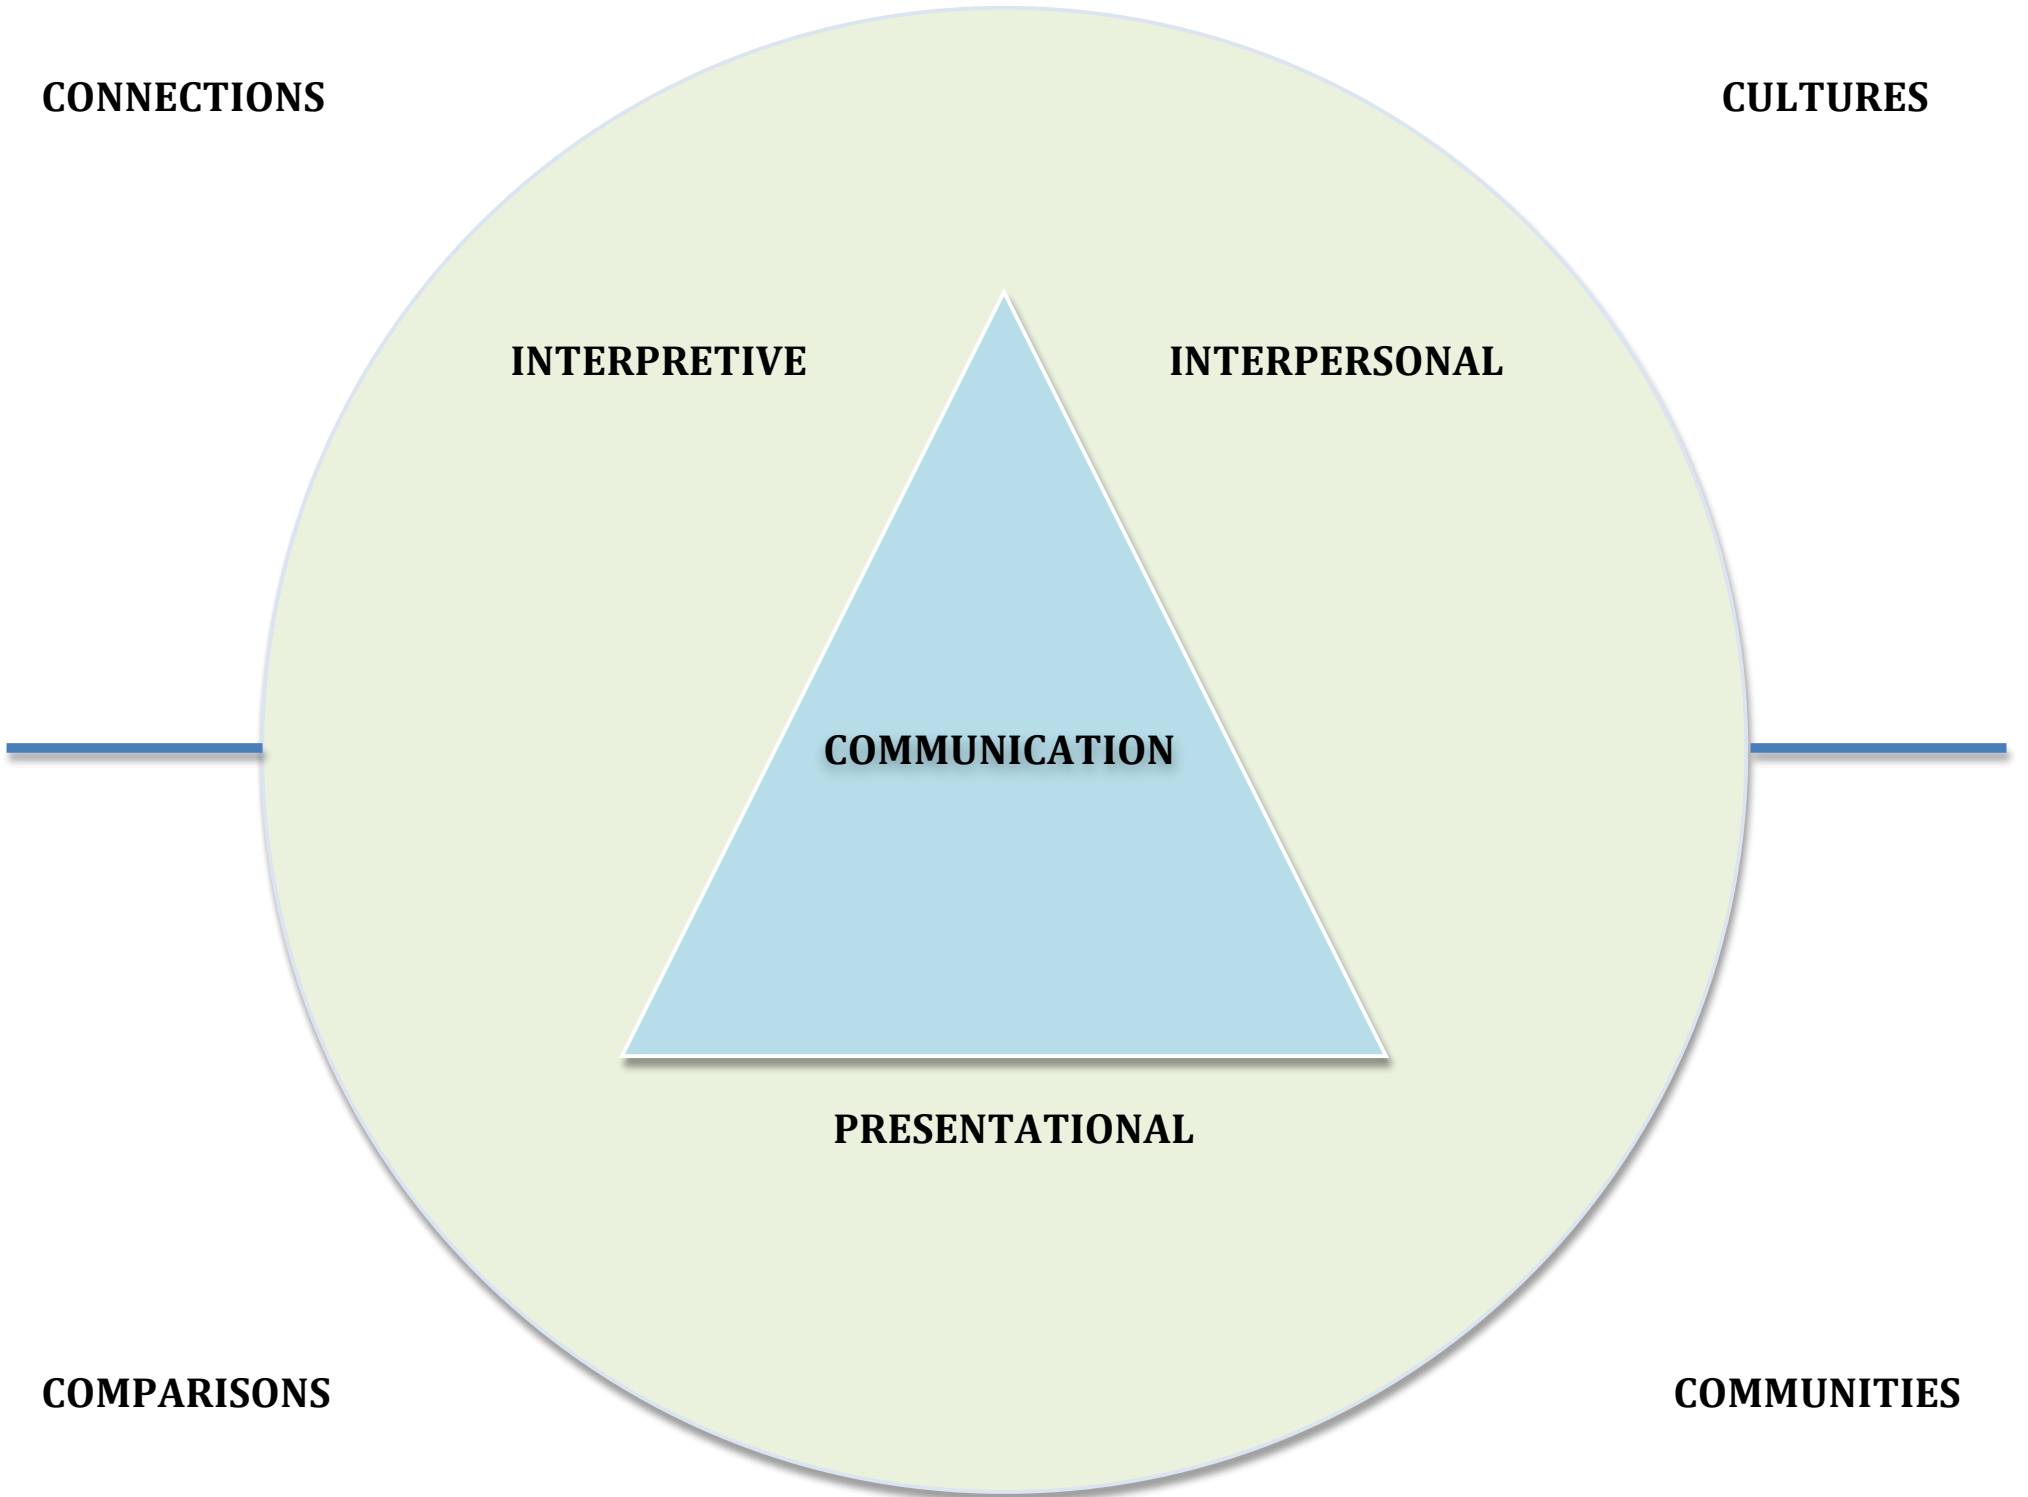 CONNECTIONS
CULTURES
INTERPRETIVE
INTERPERSONAL
COMMUNICATION
PRESENTATIONAL
COMPARISONS
COMMUNITIES